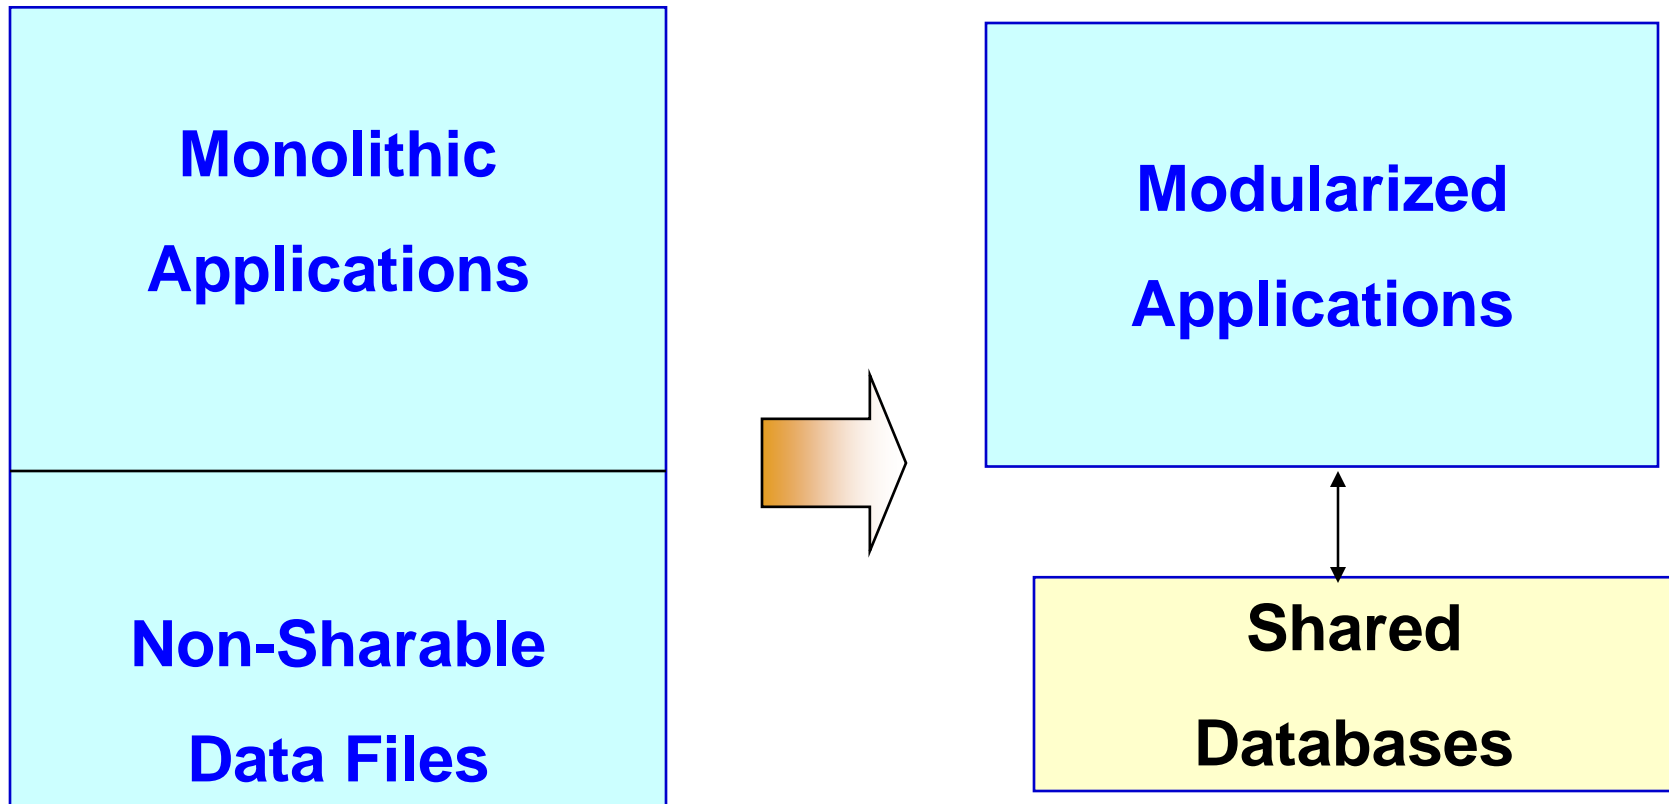 Monolithic
Applications
Non-Sharable
Data Files
Modularized
Applications
Shared
Databases